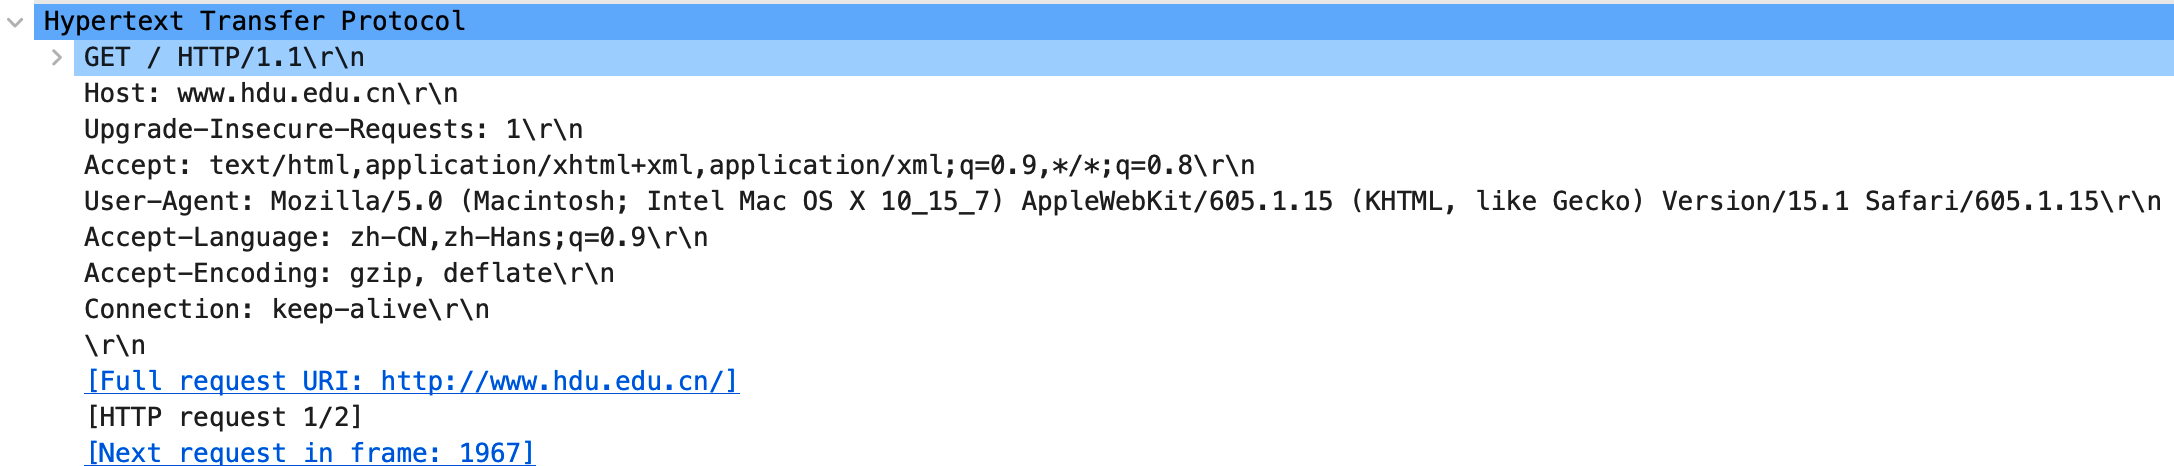 Hypertext Transfer Protocol
GET / HTTP/1.1\r\n
Host: www.hdu.edu.cn\r\n
Upgrade-Insecure-Requests: 1\r\n
Accept: text/html,application/xhtml+xml,application/xml;q=0.9,*/*;q=0.8\r\n
User-Agent: Mozilla/5.0 (Macintosh; Intel Mac OS X 10_15_7) AppleWebKit/605.1.15 (KHTML, like Gecko) Version/15.1 Safari/605.1.15\r\n
Accept-Language: zh-CN,zh-Hans;q=0.9\r\n
Accept-Encoding: gzip, deflate\r\n
Connection: keep-alive\r\n
\r\n
[Full request URI: http://www.hdu.edu.cn/]
[HTTP request 1/2]
[Next request in frame: 1967]